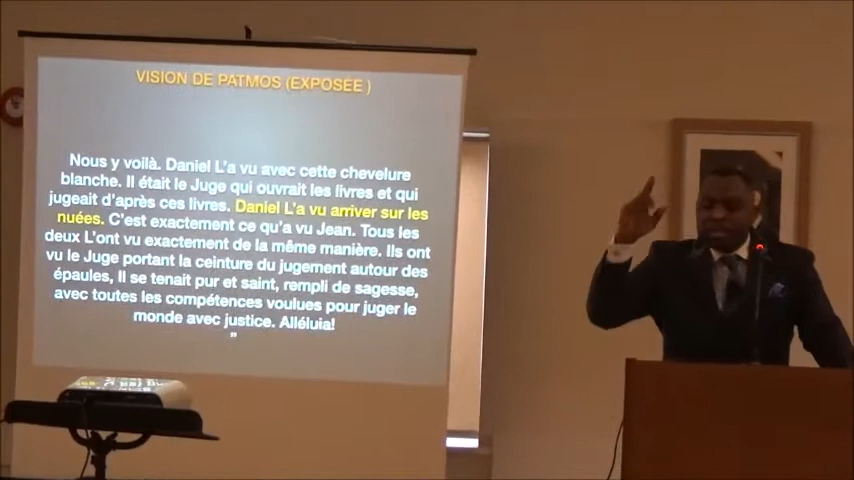 VISION DE PATMOS (EXPOSÉE )
Nous y voilà. Daniel L'a vu avec cette chevelure
blanche. Il était le Juge qui ouvrait les livres et qui
jugeait d'après ces livres. Daniel L'a vu arriver sur les
nuées. C'est exactement ce qu'a vu Jean. Tous les
deux L'ont vu exactement de la même manière. Ils ont
vu le Juge portant la ceinture du jugement autour des
épaules; Il se tenait pur et saint, rempli de sagesse,
avec toutes les compétences voulues pour juger le
monde avec justice. Alléluia!
"